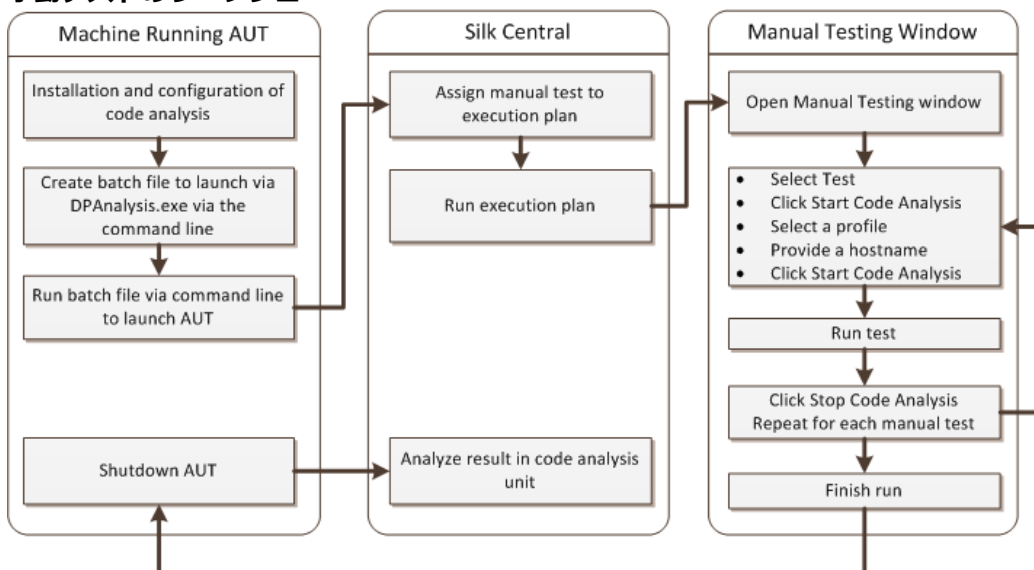 Machine Running AUT
Installation and configuration of
code analysis
Create batch file to launch via
DPAnalysis.exe via the
command line
Run batch file via command line
to launch AUT
Shutdown AUT
Silk Central
Assign manual test to
execution plan
Run execution plan
Analyze result in code analysis
unit
Manual Testing Window
Open Manual Testing window
• Select Test
• Click Start Code Analysis
• Select a profile
• Provide a hostname
• Click Start Code Analysis
Run test
Click Stop Code Analysis
Repeat for each manual test
Finish run